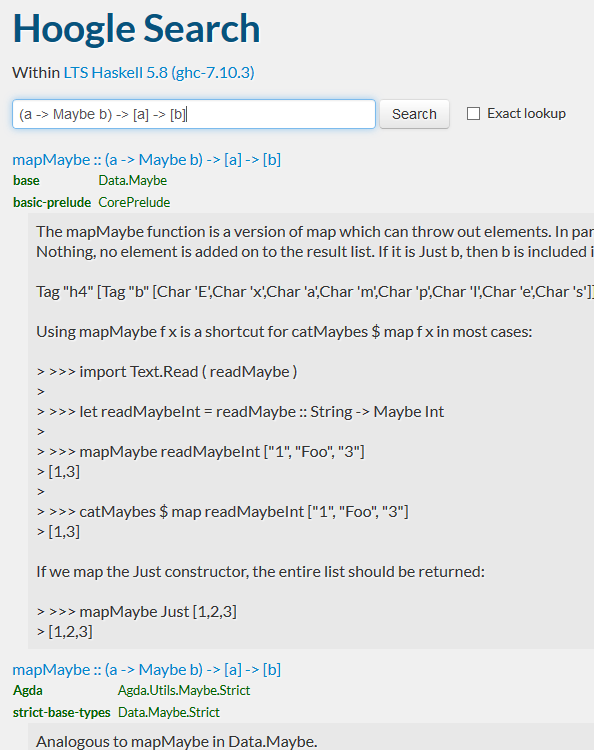 Hoogle Search
Within LTS Haskell 5.8 (ghc-7.10.3)
(a -> Maybe b) -> [a] -> [b]
Search
Exact lookup
mapMaybe :: (a -> Maybe b) -> [a] -> [b]
base Data.Maybe
basic-prelude CorePrelude
The mapMaybe function is a version of map which can throw out elements. In par
Nothing, no element is added on to the result list. If it is Just b, then b is included i
Tag "h4" [Tag "b" [Char 'E',Char 'x',Char 'a',Char 'm',Char 'p',Char 'l',Char 'e',Char 's']]
Using mapMaybe f x is a shortcut for catMaybes $ map f x in most cases:
> >>> import Text.Read ( readMaybe )
>
> >>> let readMaybeInt = readMaybe :: String -> Maybe Int
>
> >>> mapMaybe readMaybeInt ["1", "Foo", "3"]
> [1,3]
>
> >>> catMaybes $ map readMaybeInt ["1", "Foo", "3"]
> [1,3]
If we map the Just constructor, the entire list should be returned:
> >>> mapMaybe Just [1,2,3]
> [1,2,3]
mapMaybe :: (a -> Maybe b) -> [a] -> [b]
Agda Agda.Utils.Maybe.Strict
strict-base-types Data.Maybe.Strict
Analogous to mapMaybe in Data.Maybe.